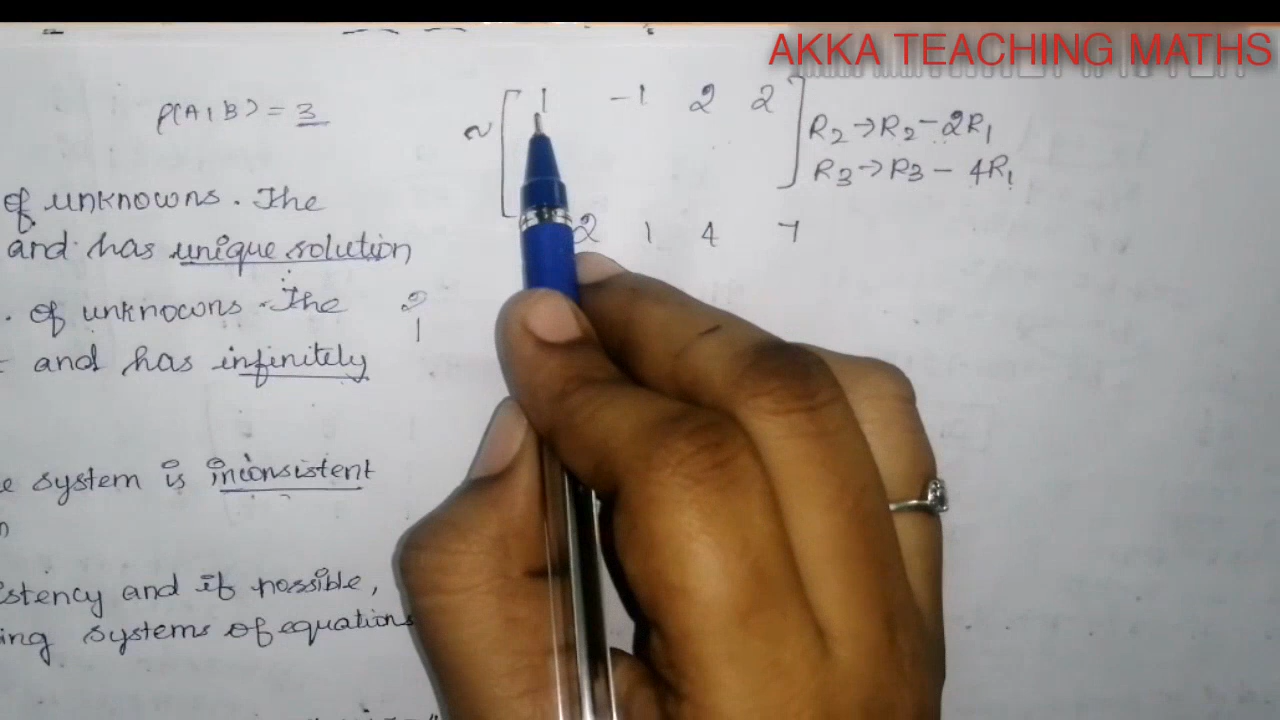 AKKA TEACHING MATHS
ρ(A,B) = 3
of unknowns. The
and has unique solution
. of unknowns. The
and has infinitely
system is inconsistent
and if possible,
systems of equations
~ [ 1 -1 2 2 ] R2→R2-2R1
R3→R3-4R1
2 1 4 7
2
1